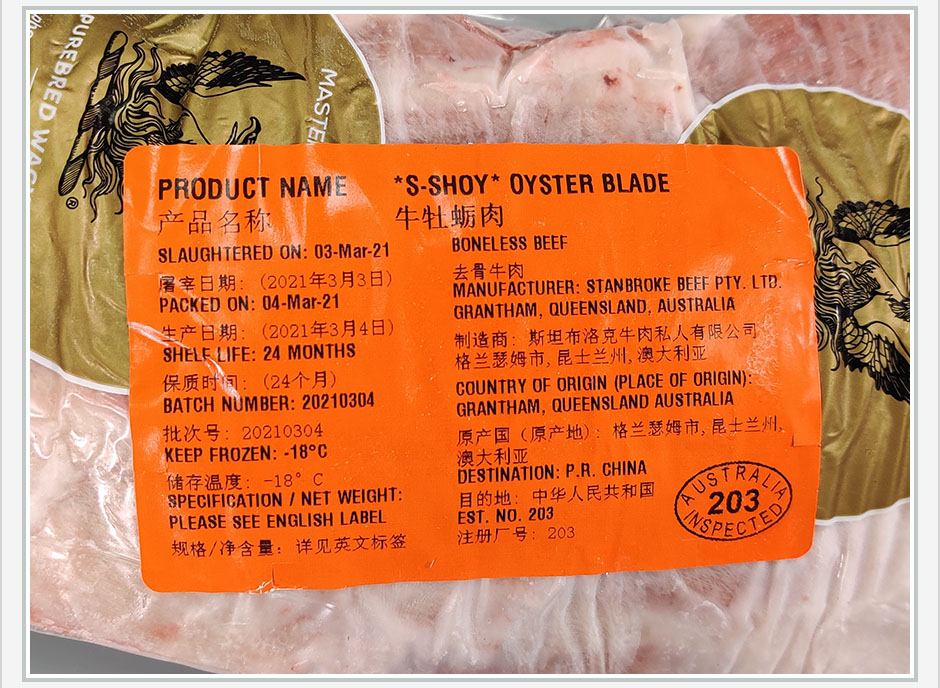 PUREBRED WAG
MASTE
®
PRODUCT NAME *S-SHOY* OYSTER BLADE
产品名称 牛牡蛎肉
SLAUGHTERED ON: 03-Mar-21
屠宰日期: (2021年3月3日)
PACKED ON: 04-Mar-21
生产日期: (2021年3月4日)
SHELF LIFE: 24 MONTHS
保质时间: (24个月)
BATCH NUMBER: 20210304
批次号: 20210304
KEEP FROZEN: -18°C
储存温度: -18° C
SPECIFICATION / NET WEIGHT:
PLEASE SEE ENGLISH LABEL
规格/净含量: 详见英文标签
BONELESS BEEF
去骨牛肉
MANUFACTURER: STANBROKE BEEF PTY. LTD.
GRANTHAM, QUEENSLAND, AUSTRALIA
制造商: 斯坦布洛克牛肉私人有限公司
格兰瑟姆市, 昆士兰州, 澳大利亚
COUNTRY OF ORIGIN (PLACE OF ORIGIN):
GRANTHAM, QUEENSLAND AUSTRALIA
原产国 (原产地): 格兰瑟姆市, 昆士兰州,
澳大利亚
DESTINATION: P.R. CHINA
目的地: 中华人民共和国
EST. NO. 203
注册厂号: 203
AUSTRALIA
203
INSPECTED